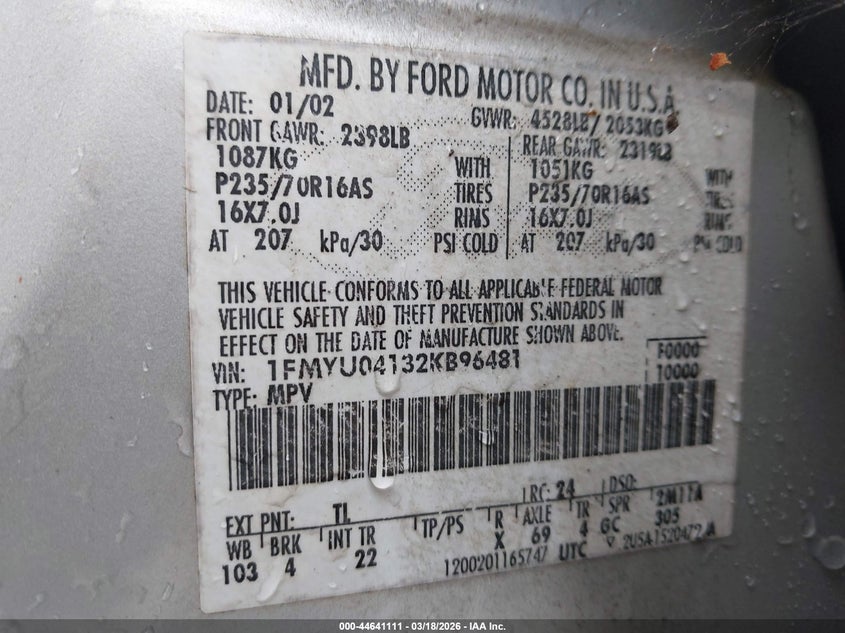 MFD. BY FORD MOTOR CO. IN U.S.A.
DATE: 01/02 GVWR: 4528LB/ 2053KG
FRONT GAWR: 2398LB REAR GAWR: 2319LB
1087KG WITH 1051KG WITH
P235/70R16AS TIRES P235/70R16AS TIRES
16X7.0J RIMS 16X7.0J RIMS
AT 207 kPa/30 PSI COLD AT 207 kPa/30 PSI COLD
THIS VEHICLE CONFORMS TO ALL APPLICABLE FEDERAL MOTOR
VEHICLE SAFETY AND THEFT PREVENTION STANDARDS IN
EFFECT ON THE DATE OF MANUFACTURE SHOWN ABOVE.
VIN: 1FMYU04132KB96481 F0000
TYPE: MPV 10000
EXT PNT: TL RC: 24 DSO:
WB BRK INT TR TP/PS R AXLE TR SPR 2M11A
103 4 22 X 69 4 GC 305
1200201165747 UTC
000-44641111 — 03/18/2026 — IAA Inc.